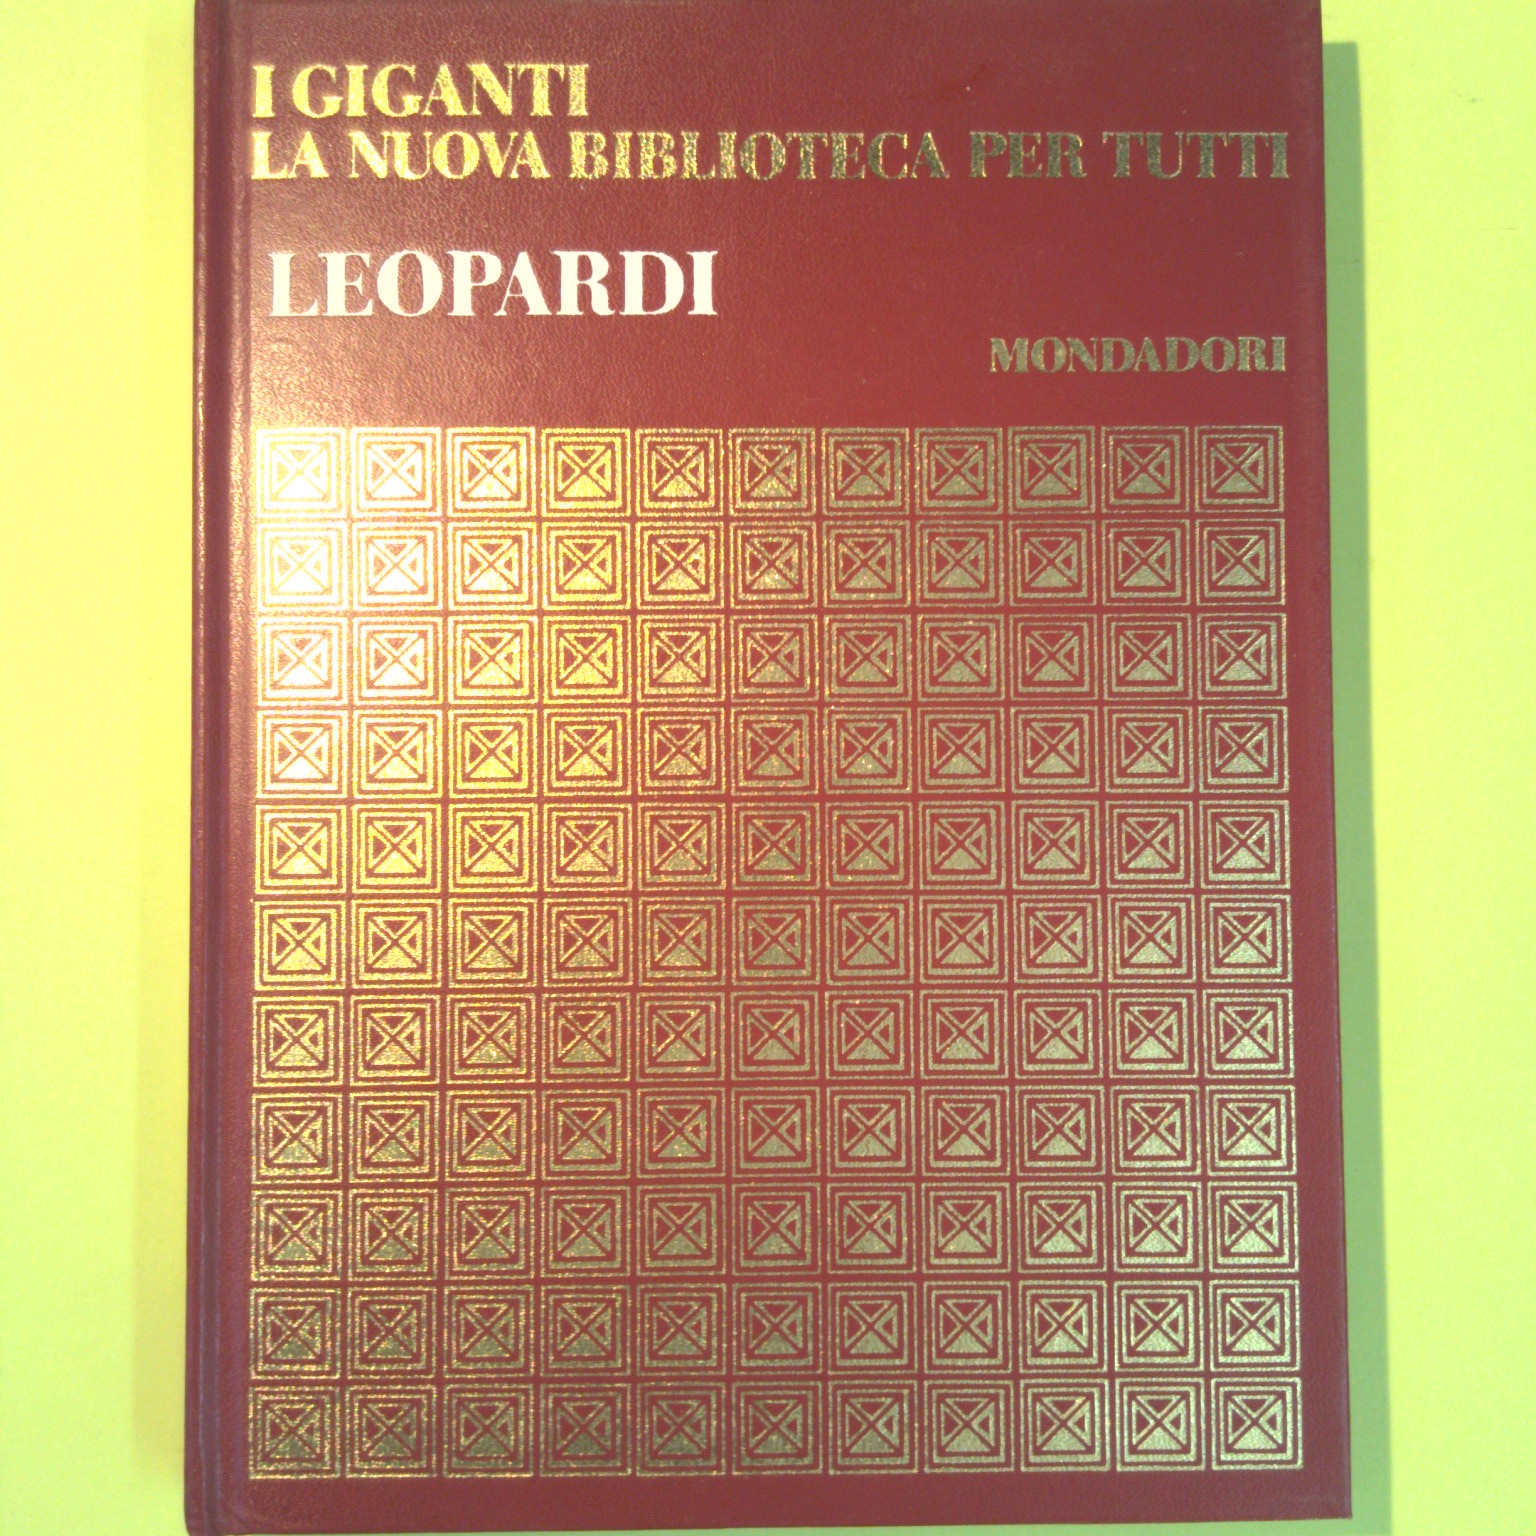 I GIGANTI
LA NUOVA BIBLIOTECA PER TUTTI
LEOPARDI
MONDADORI